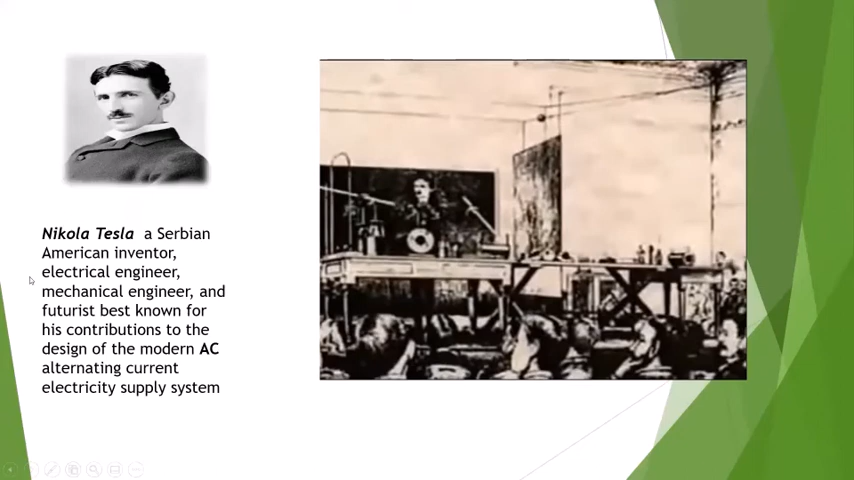 Nikola Tesla a Serbian
American inventor,
electrical engineer,
mechanical engineer, and
futurist best known for
his contributions to the
design of the modern AC
alternating current
electricity supply system